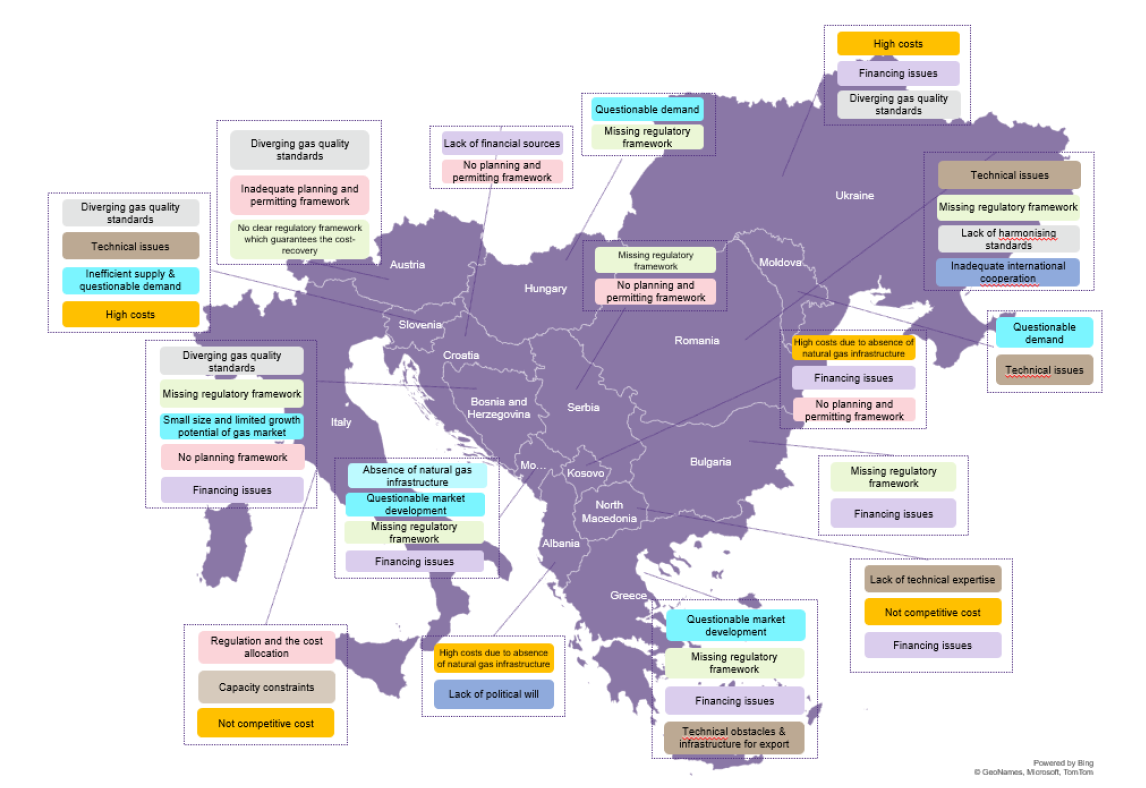 High costs
Financing issues
Diverging gas quality
standards
Questionable demand
Missing regulatory
framework
Lack of financial sources
No planning and
permitting framework
Diverging gas quality
standards
Inadequate planning and
permitting framework
No clear regulatory framework
which guarantees the cost-
recovery
Diverging gas quality
standards
Technical issues
Inefficient supply &
questionable demand
High costs
Technical issues
Missing regulatory framework
Lack of harmonising
standards
Inadequate international
cooperation
Missing regulatory
framework
No planning and
permitting framework
Ukraine
Moldova
Austria
Hungary
Slovenia
Croatia
Romania
Bosnia and
Herzegovina
Serbia
Italy
Mo...
Kosovo
Bulgaria
North
Macedonia
Albania
Greece
Questionable
demand
Technical issues
High costs due to absence of
natural gas infrastructure
Financing issues
No planning and
permitting framework
Diverging gas quality
standards
Missing regulatory framework
Small size and limited growth
potential of gas market
No planning framework
Financing issues
Absence of natural gas
infrastructure
Questionable market
development
Missing regulatory
framework
Financing issues
Missing regulatory
framework
Financing issues
Lack of technical expertise
Not competitive cost
Financing issues
Regulation and the cost
allocation
Capacity constraints
Not competitive cost
High costs due to absence
of natural gas infrastructure
Lack of political will
Questionable market
development
Missing regulatory
framework
Financing issues
Technical obstacles &
infrastructure for export
Powered by Bing
© GeoNames, Microsoft, TomTom